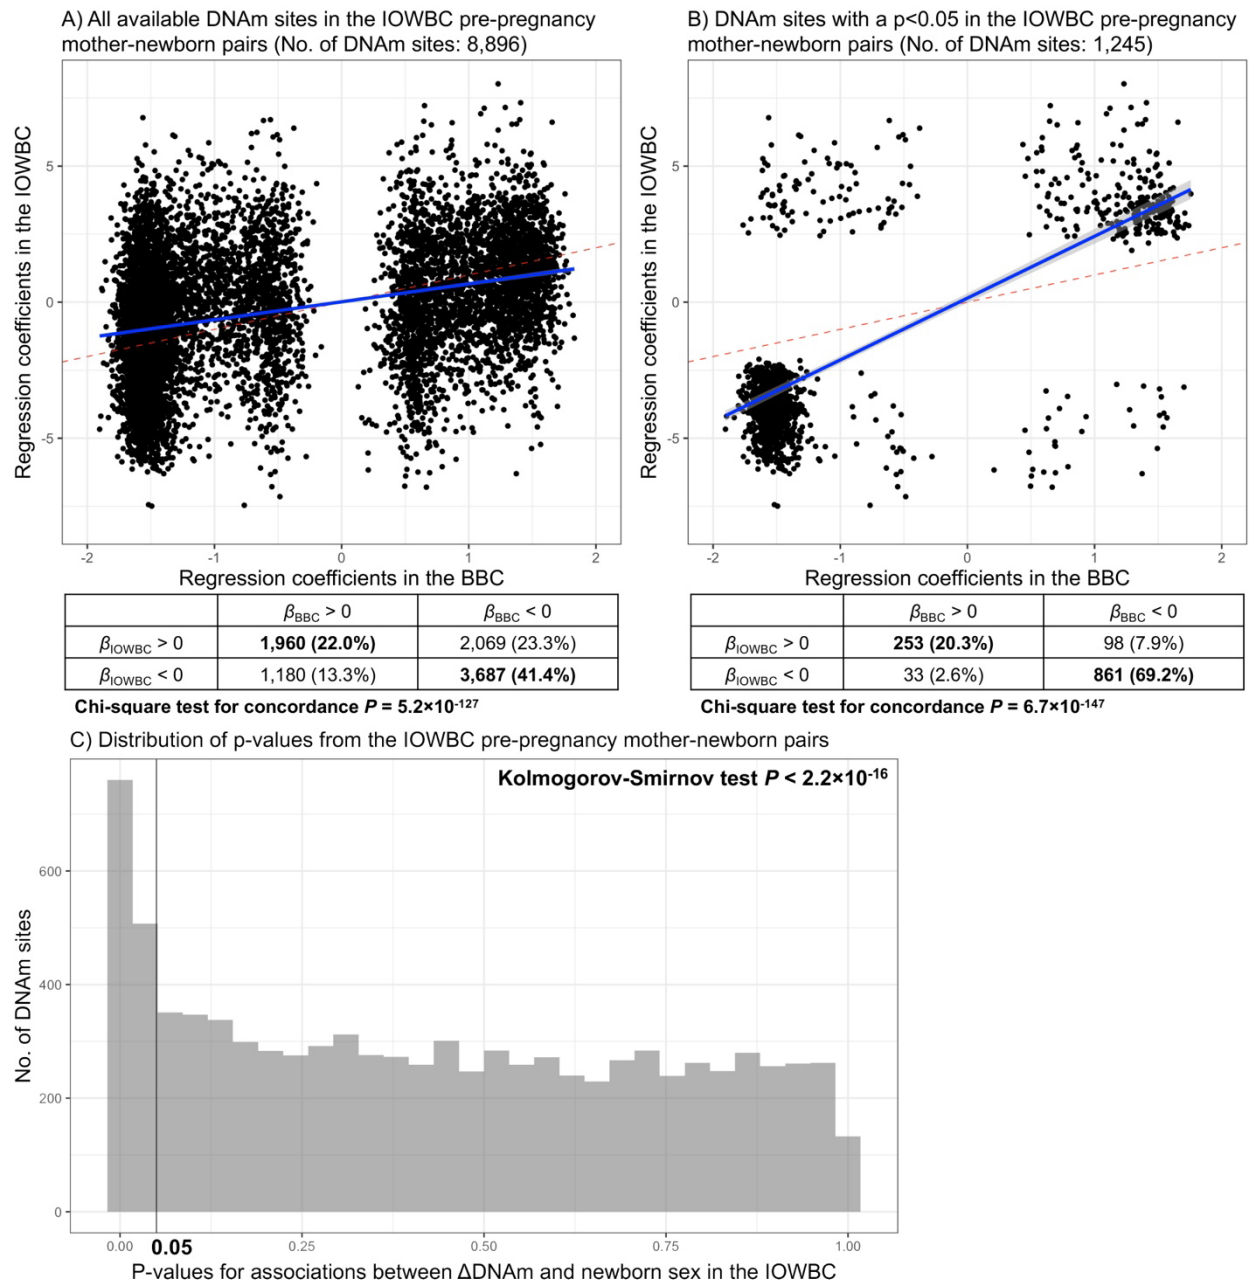 A) All available DNAm sites in the IOWBC pre-pregnancy
mother-newborn pairs (No. of DNAm sites: 8,896)
Regression coefficients in the IOWBC
5
0
-5
-2 -1 0 1 2
Regression coefficients in the BBC
βBBC > 0 βBBC < 0
βIOWBC > 0 1,960 (22.0%) 2,069 (23.3%)
βIOWBC < 0 1,180 (13.3%) 3,687 (41.4%)
Chi-square test for concordance P = 5.2×10-127
B) DNAm sites with a p<0.05 in the IOWBC pre-pregnancy
mother-newborn pairs (No. of DNAm sites: 1,245)
Regression coefficients in the IOWBC
5
0
-5
-2 -1 0 1 2
Regression coefficients in the BBC
βBBC > 0 βBBC < 0
βIOWBC > 0 253 (20.3%) 98 (7.9%)
βIOWBC < 0 33 (2.6%) 861 (69.2%)
Chi-square test for concordance P = 6.7×10-147
C) Distribution of p-values from the IOWBC pre-pregnancy mother-newborn pairs
Kolmogorov-Smirnov test P < 2.2×10-16
No. of DNAm sites
600
400
200
0
0.00 0.05 0.25 0.50 0.75 1.00
P-values for associations between ΔDNAm and newborn sex in the IOWBC